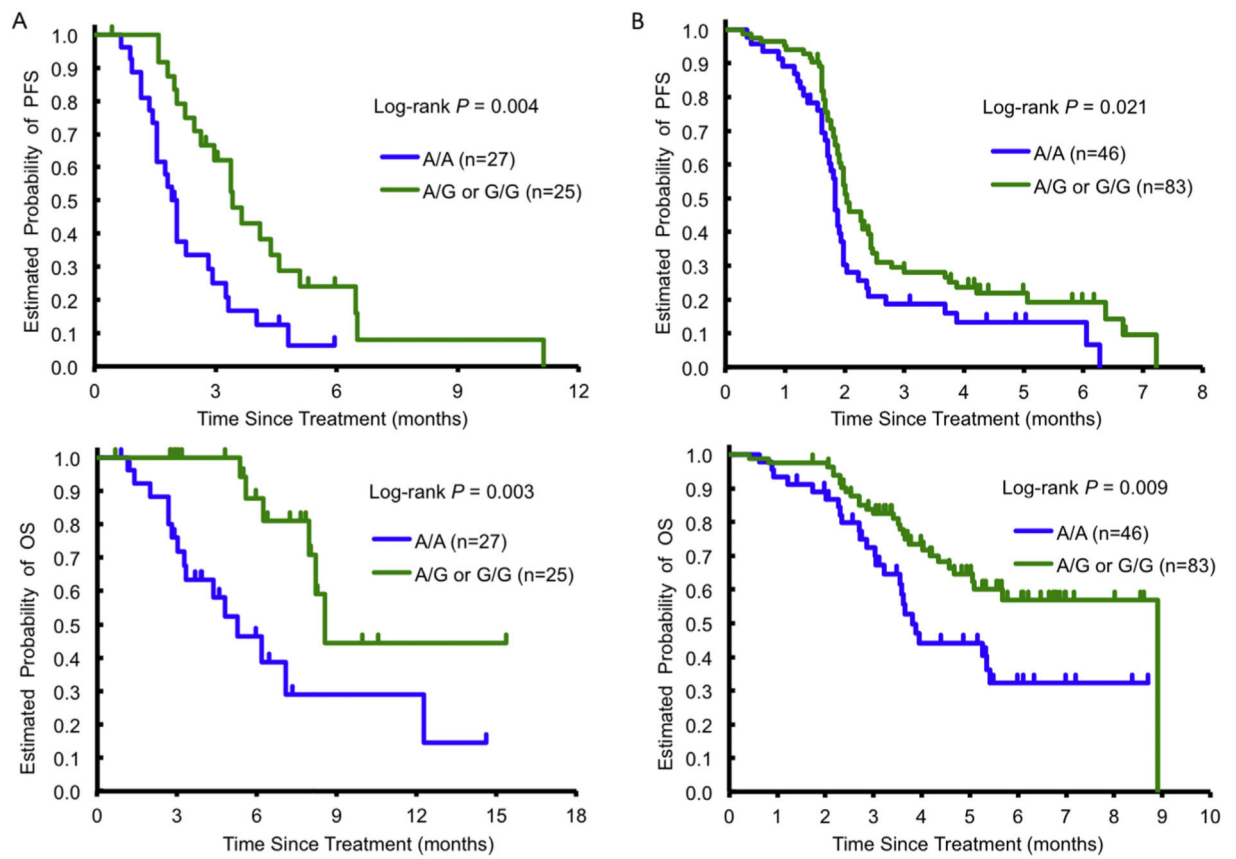 A
Estimated Probability of PFS
1.0
0.9
0.8
0.7
0.6
0.5
0.4
0.3
0.2
0.1
0.0
Log-rank P = 0.004
A/A (n=27)
A/G or G/G (n=25)
0 3 6 9 12
Time Since Treatment (months)
B
Estimated Probability of PFS
1.0
0.9
0.8
0.7
0.6
0.5
0.4
0.3
0.2
0.1
0.0
Log-rank P = 0.021
A/A (n=46)
A/G or G/G (n=83)
0 1 2 3 4 5 6 7 8
Time Since Treatment (months)
Estimated Probability of OS
1.0
0.9
0.8
0.7
0.6
0.5
0.4
0.3
0.2
0.1
0.0
Log-rank P = 0.003
A/A (n=27)
A/G or G/G (n=25)
0 3 6 9 12 15 18
Time Since Treatment (months)
Estimated Probability of OS
1.0
0.9
0.8
0.7
0.6
0.5
0.4
0.3
0.2
0.1
0.0
Log-rank P = 0.009
A/A (n=46)
A/G or G/G (n=83)
0 1 2 3 4 5 6 7 8 9 10
Time Since Treatment (months)